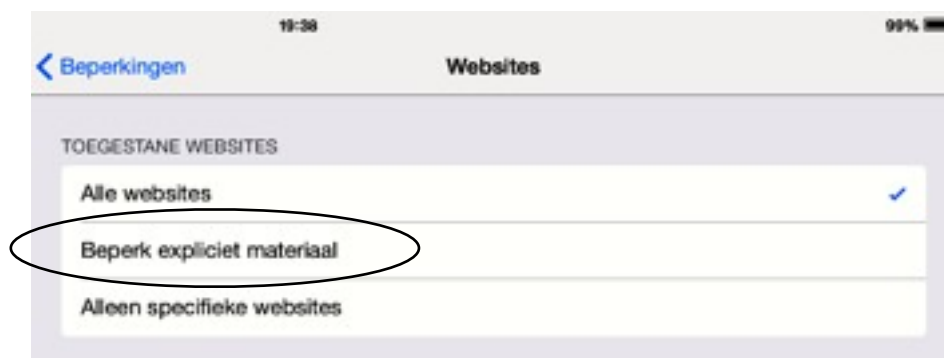 19:38 99%
Beperkingen Websites
TOEGESTANE WEBSITES
Alle websites
Beperk expliciet materiaal
Alleen specifieke websites